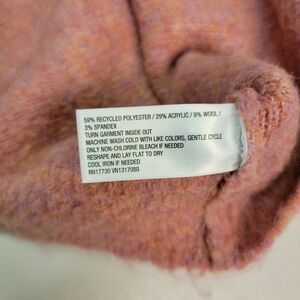 59% RECYCLED POLYESTER / 29% ACRYLIC / 9% WOOL /
3% SPANDEX
TURN GARMENT INSIDE OUT
MACHINE WASH COLD WITH LIKE COLORS, GENTLE CYCLE
ONLY NON-CHLORINE BLEACH IF NEEDED
RESHAPE AND LAY FLAT TO DRY
COOL IRON IF NEEDED
RN17730 VN1317080